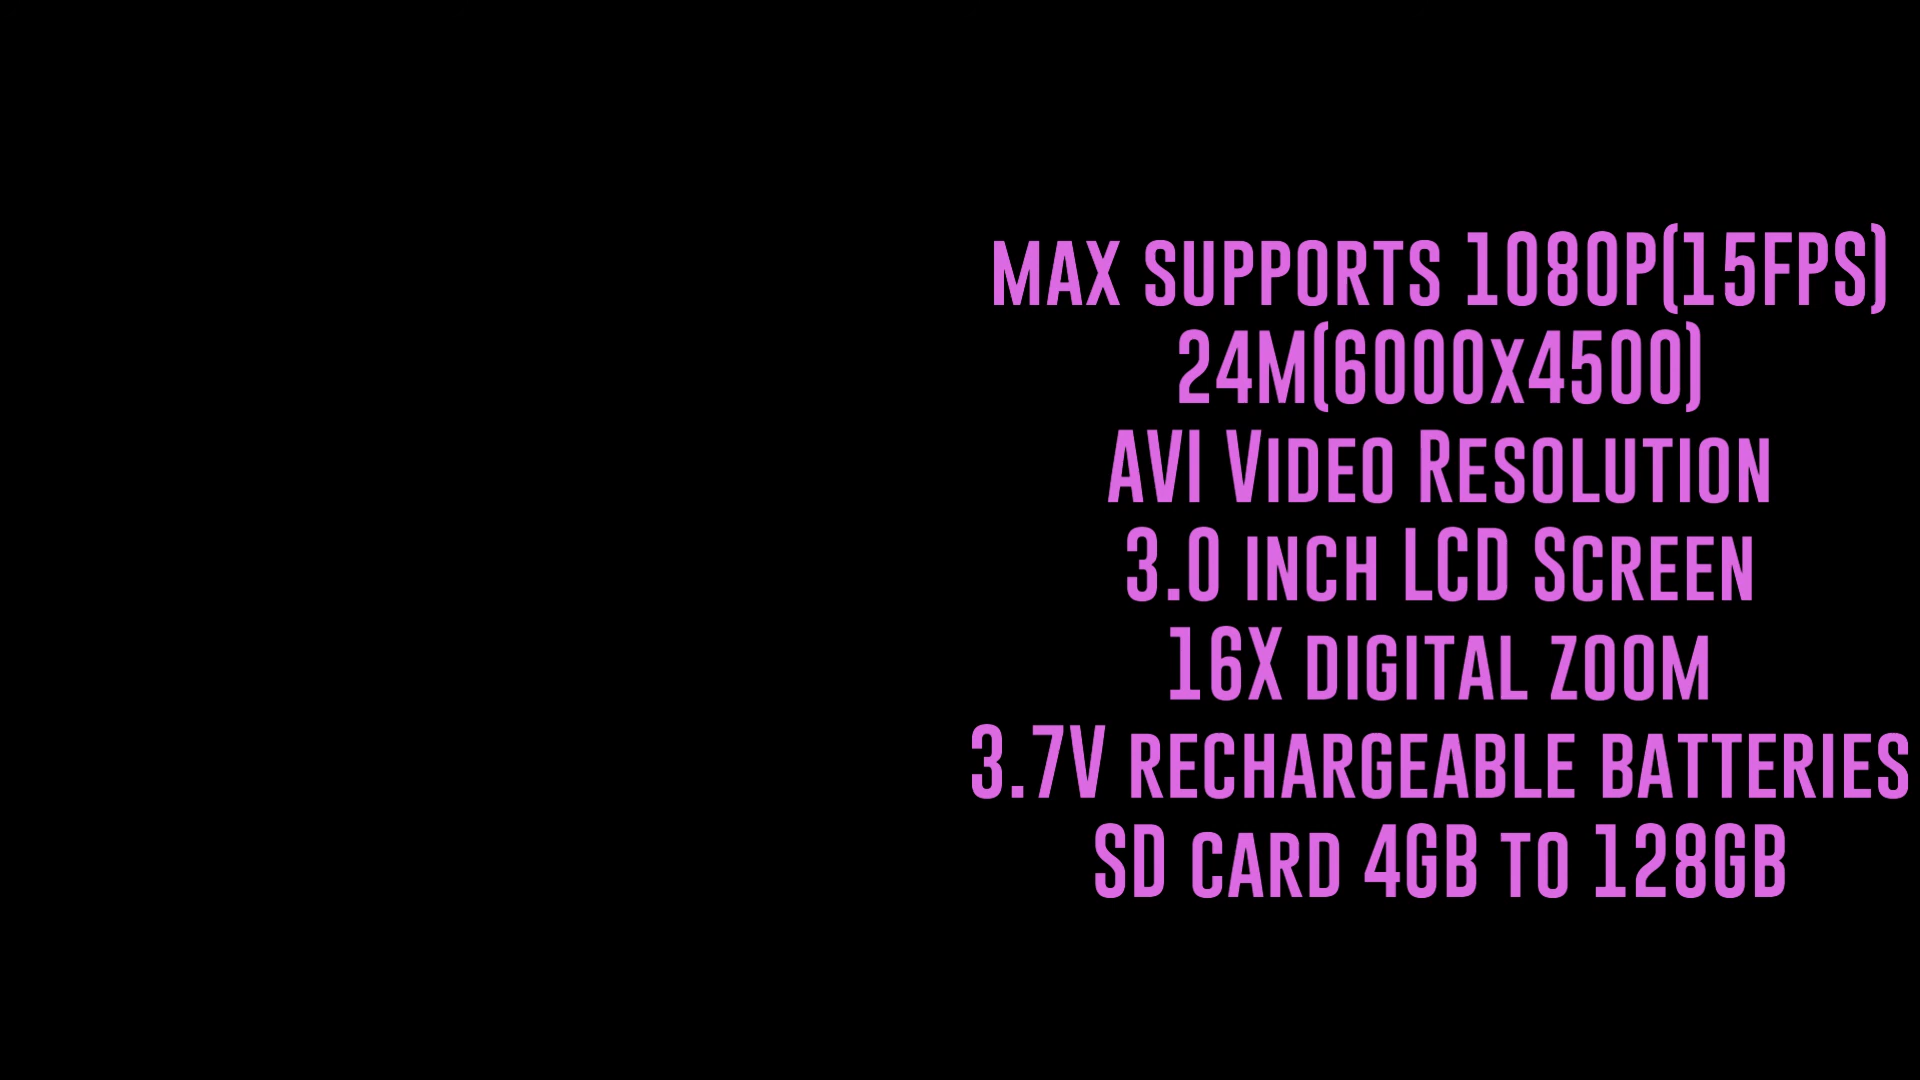 MAX SUPPORTS 1080P(15FPS)
24M(6000X4500)
AVI VIDEO RESOLUTION
3.0 INCH LCD SCREEN
16X DIGITAL ZOOM
3.7V RECHARGEABLE BATTERIES
SD CARD 4GB TO 128GB